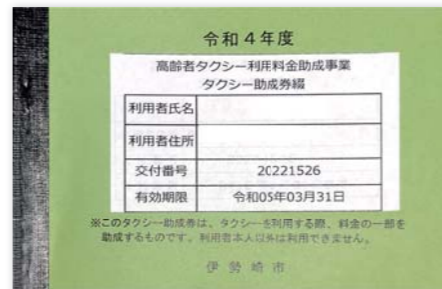 令和４年度
高齢者タクシー利用料金助成事業
タクシー助成券綴
利用者氏名
利用者住所
交付番号 20221526
有効期限 令和05年03月31日
※このタクシー助成券は、タクシーを利用する際、料金の一部を
助成するものです。利用者本人以外は利用できません。
伊勢崎市